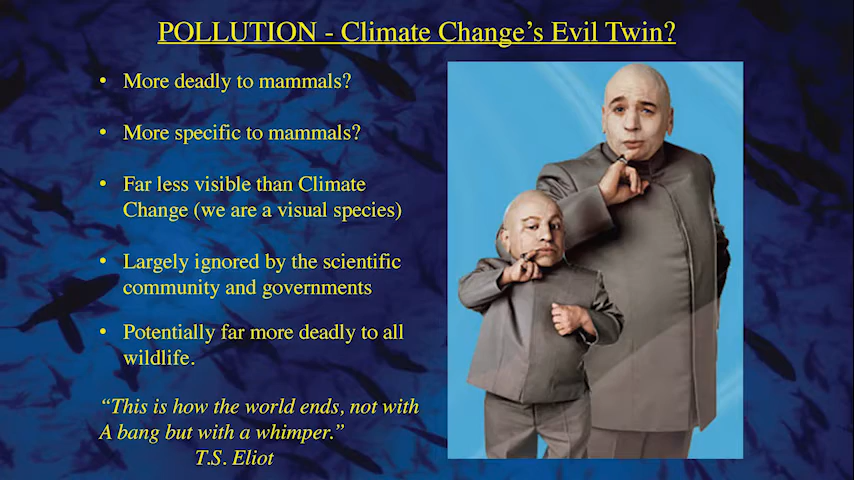 POLLUTION - Climate Change’s Evil Twin?
• More deadly to mammals?
• More specific to mammals?
• Far less visible than Climate
Change (we are a visual species)
• Largely ignored by the scientific
community and governments
• Potentially far more deadly to all
wildlife.
“This is how the world ends, not with
A bang but with a whimper.”
T.S. Eliot